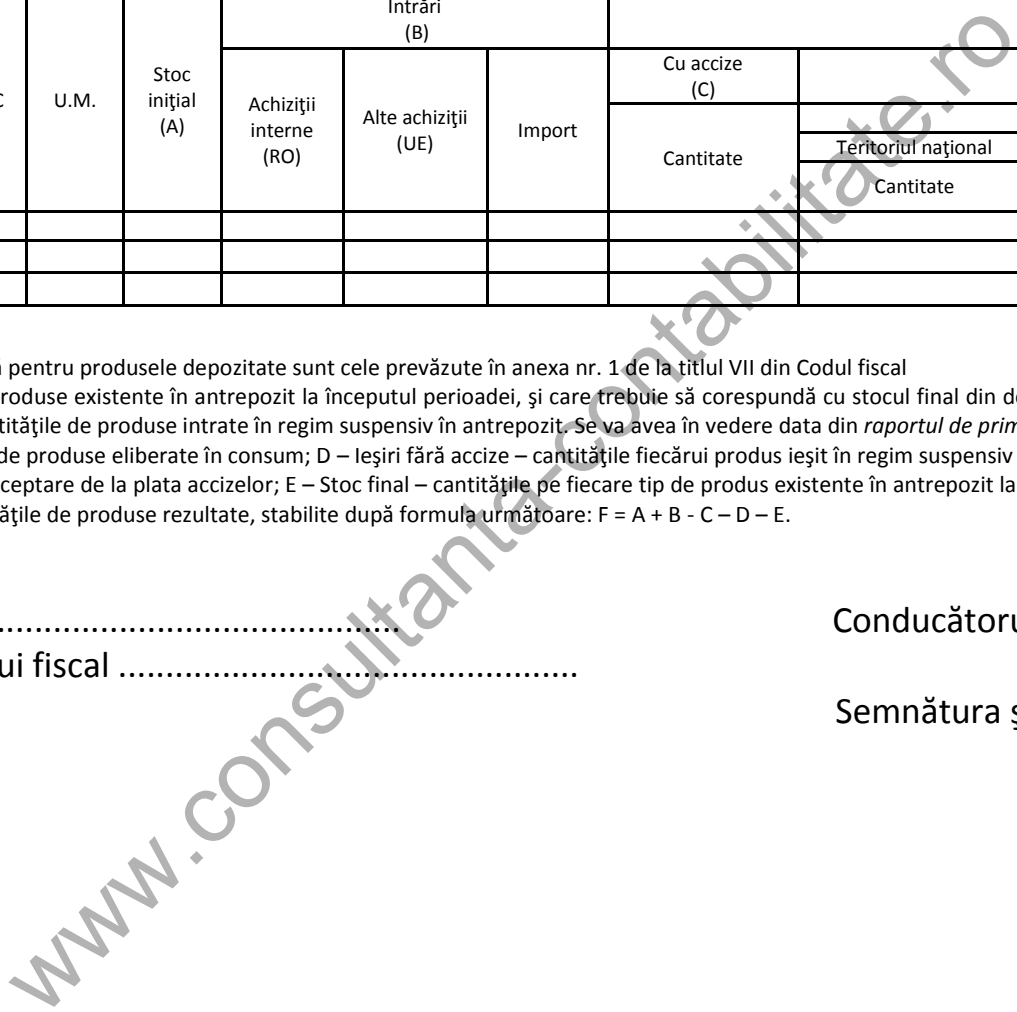 Intrări
(B)
Cu accize
(C)
U.M.
Stoc
iniţial
(A)
Achiziţii
interne
(RO)
Alte achiziţii
(UE)
Import
Cantitate
Teritoriul naţional
Cantitate
pentru produsele depozitate sunt cele prevăzute în anexa nr. 1 de la titlul VII din Codul fiscal
roduse existente în antrepozit la începutul perioadei, şi care trebuie să corespundă cu stocul final din de
tităţile de produse intrate în regim suspensiv în antrepozit. Se va avea în vedere data din raportul de prim
de produse eliberate în consum; D – Ieşiri fără accize – cantităţile fiecărui produs ieşit în regim suspensiv
ceptare de la plata accizelor; E – Stoc final – cantităţile pe fiecare tip de produs existente în antrepozit la
tăţile de produse rezultate, stabilite după formula următoare: F = A + B - C – D – E.
............................................ Conducătoru
ui fiscal ................................................
Semnătura ş
www.consultanta-contabilitate.ro